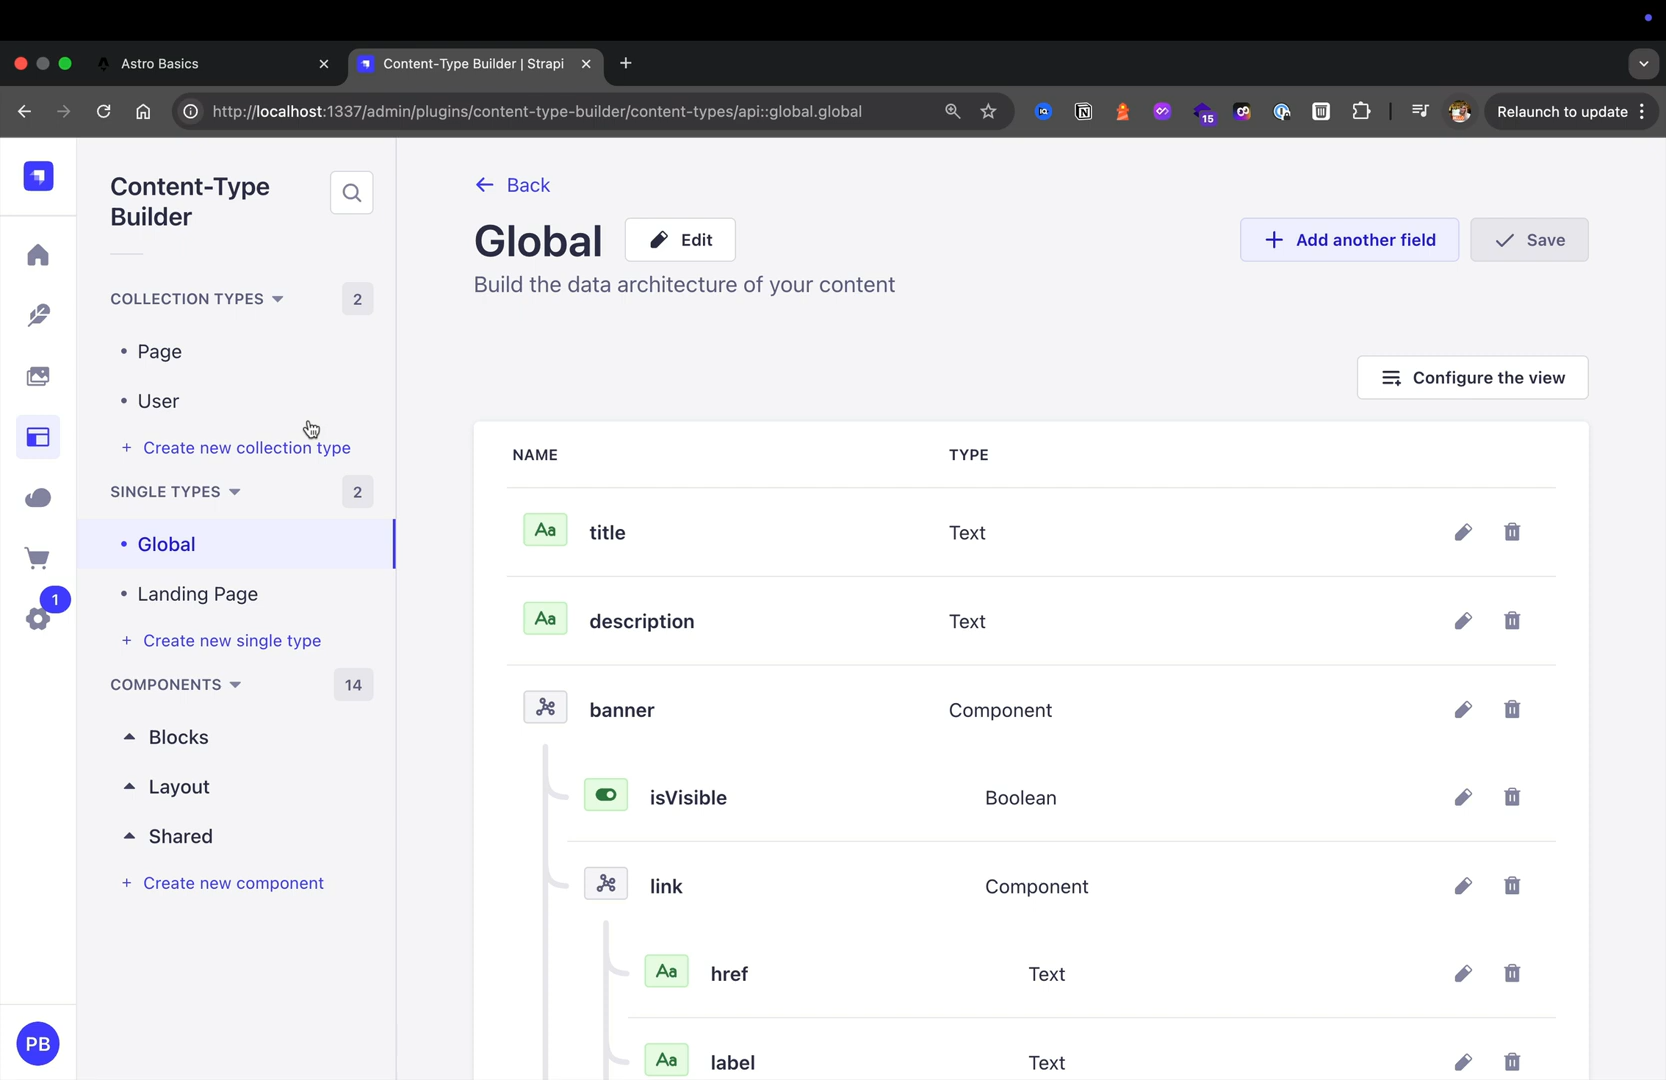 Astro Basics
Content-Type Builder | Strapi
http://localhost:1337/admin/plugins/content-type-builder/content-types/api::global.global
15
Relaunch to update
Content-Type
Builder
COLLECTION TYPES
2
Page
User
+ Create new collection type
SINGLE TYPES
2
Global
Landing Page
+ Create new single type
COMPONENTS
14
Blocks
Layout
Shared
+ Create new component
1
PB
Back
Global
Edit
+ Add another field
Save
Build the data architecture of your content
Configure the view
NAME TYPE
Aa title Text
Aa description Text
banner Component
isVisible Boolean
link Component
Aa href Text
Aa label Text